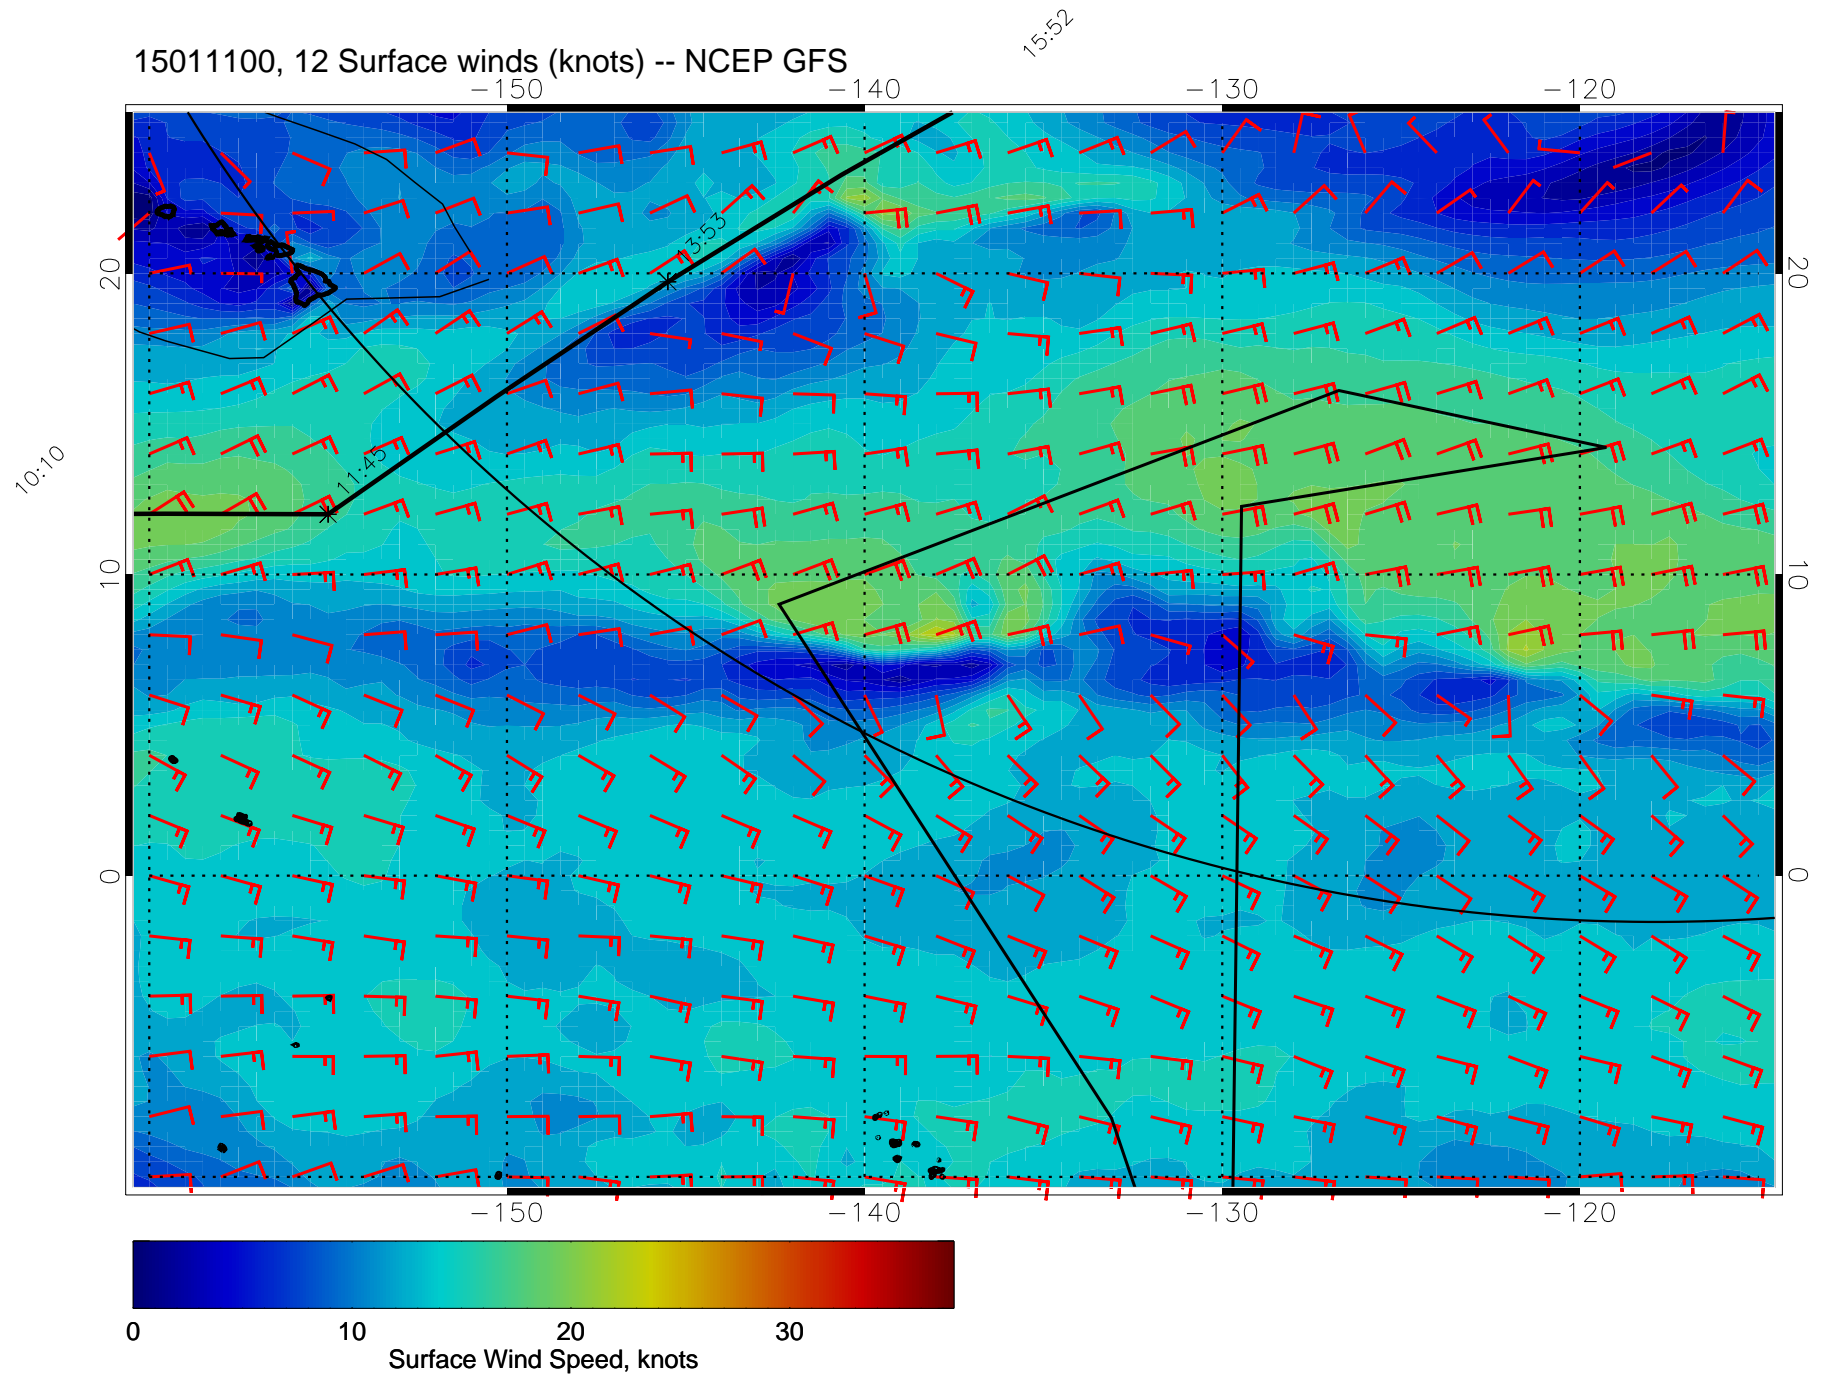 15:52
15011100, 12 Surface winds (knots) -- NCEP GFS
-150 -140 -130 -120
20 20
13:53
10:10
11:45
10 10
0 0
-150 -140 -130 -120
0 10 20 30
Surface Wind Speed, knots